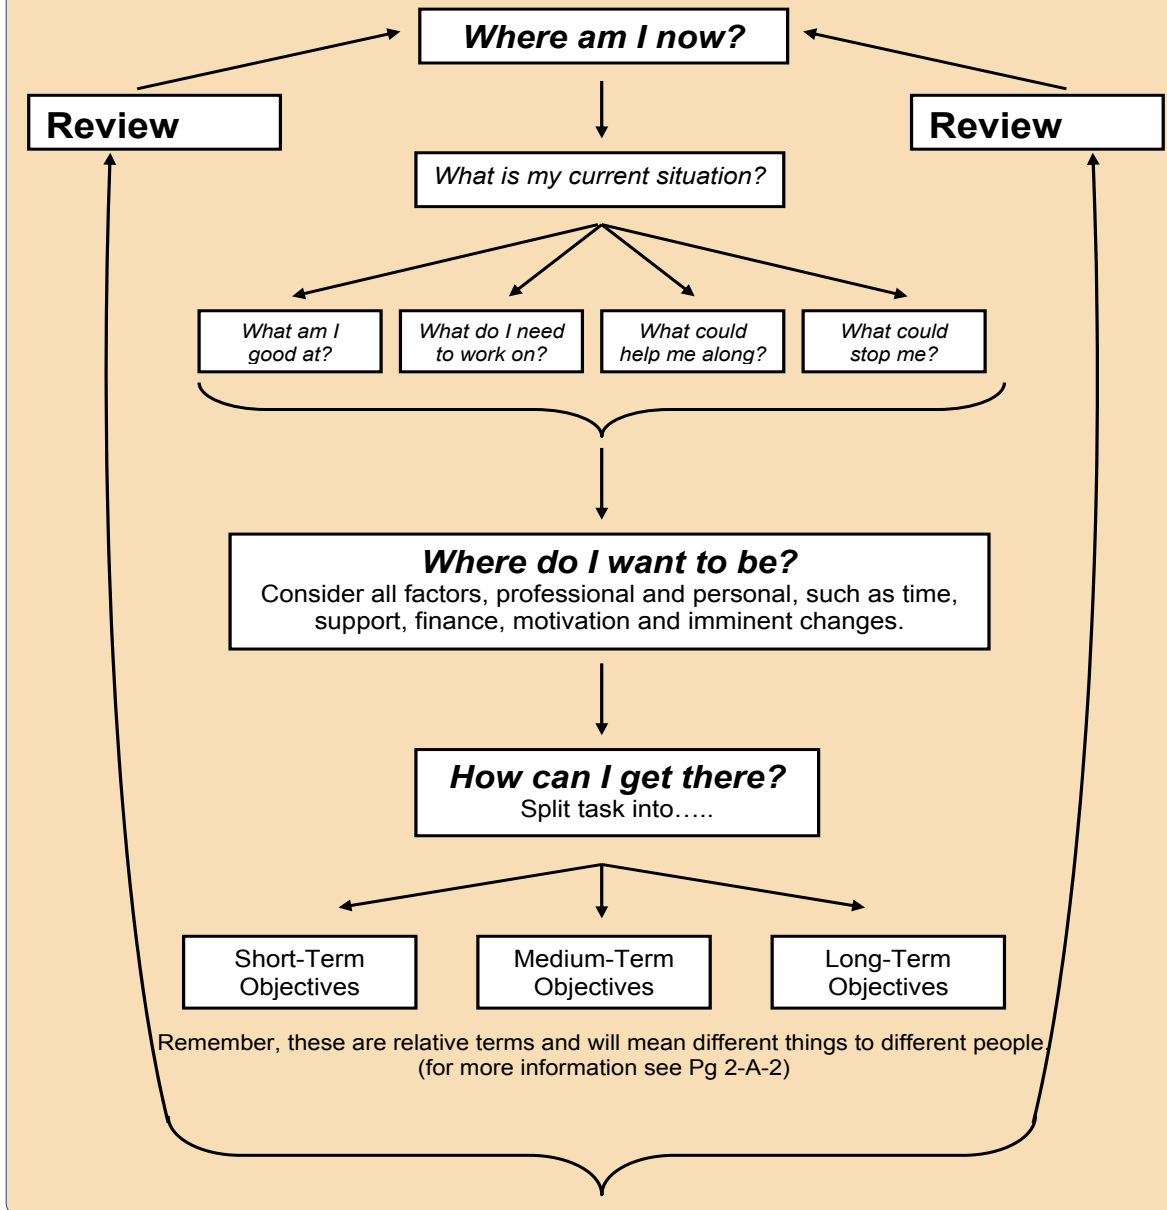 Where am I now?
Review
Review
What is my current situation?
What am I
good at?
What do I need
to work on?
What could
help me along?
What could
stop me?
Where do I want to be?
Consider all factors, professional and personal, such as time,
support, finance, motivation and imminent changes.
How can I get there?
Split task into…..
Short-Term
Objectives
Medium-Term
Objectives
Long-Term
Objectives
Remember, these are relative terms and will mean different things to different people.
(for more information see Pg 2-A-2)